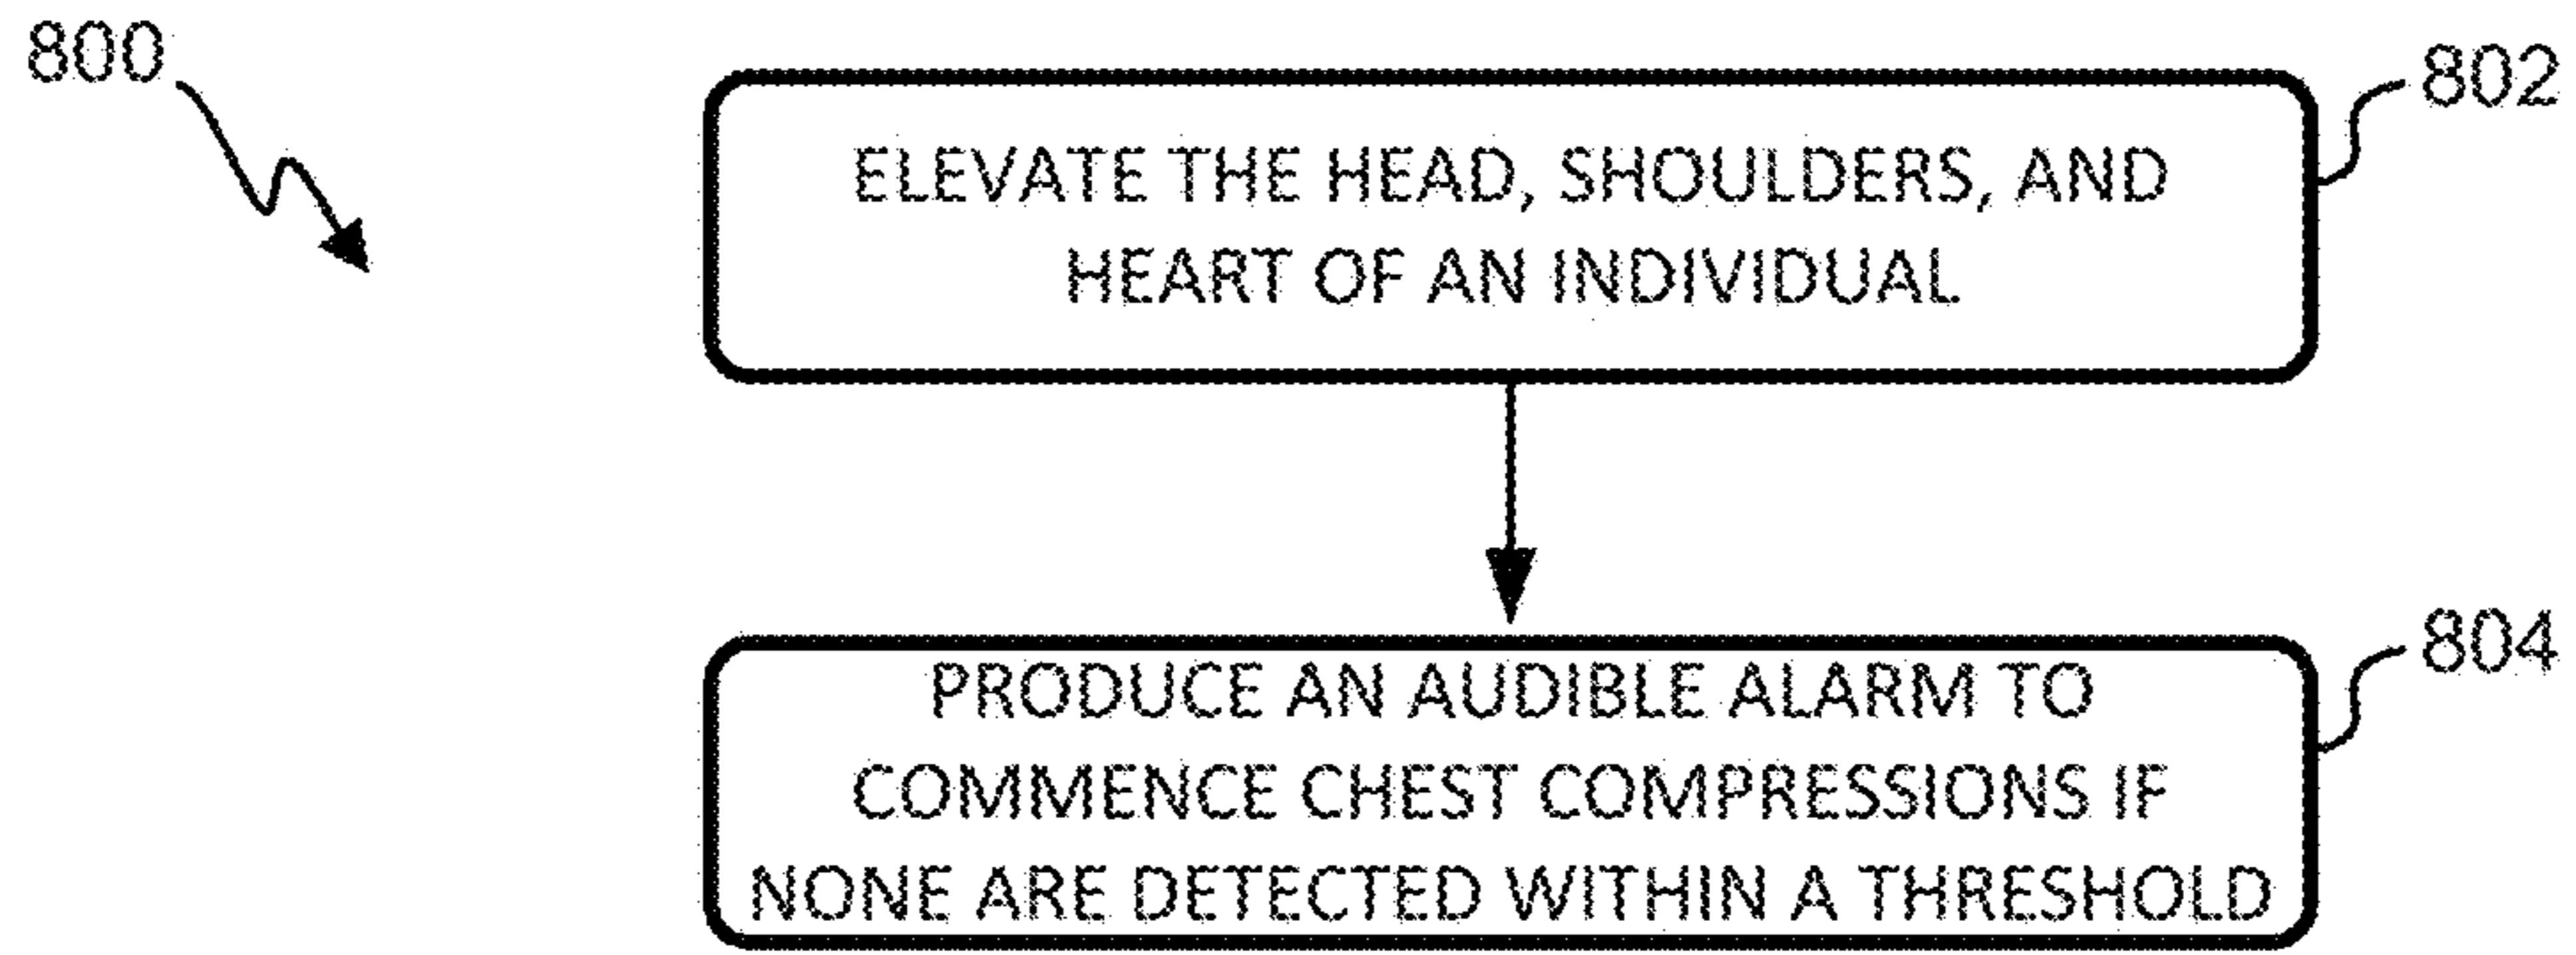 800
802
ELEVATE THE HEAD, SHOULDERS, AND
HEART OF AN INDIVIDUAL
804
PRODUCE AN AUDIBLE ALARM TO
COMMENCE CHEST COMPRESSIONS IF
NONE ARE DETECTED WITHIN A THRESHOLD